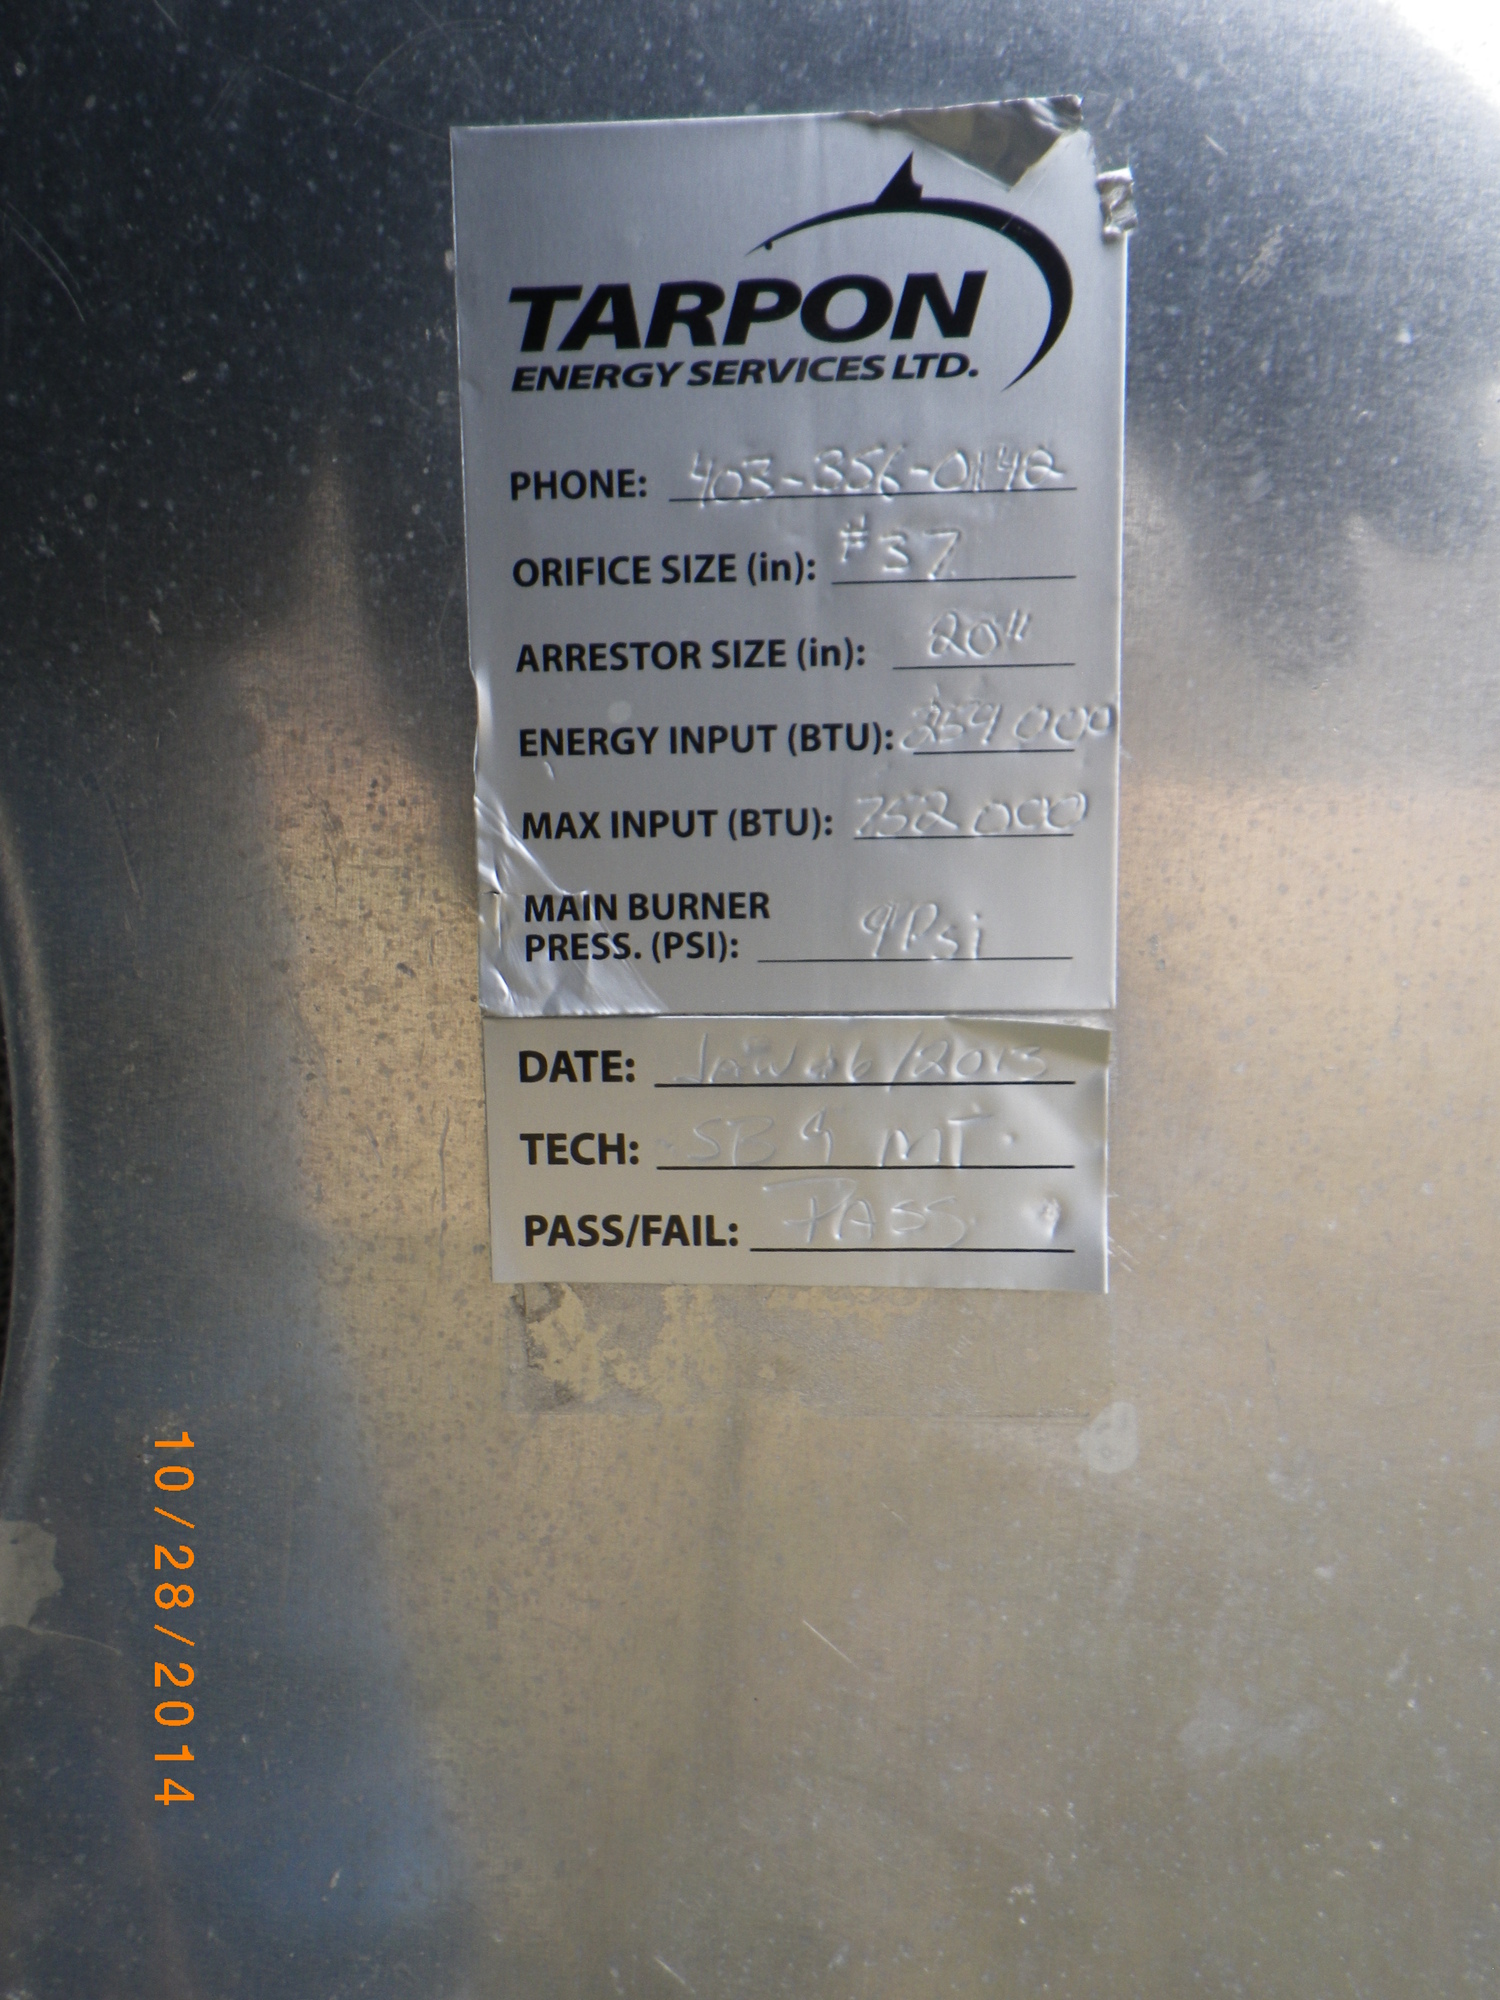 TARPON
ENERGY SERVICES LTD.
PHONE: 403-356-0148
ORIFICE SIZE (in): #37
ARRESTOR SIZE (in): 20"
ENERGY INPUT (BTU): 000
MAX INPUT (BTU): 752 000
MAIN BURNER
PRESS. (PSI): 9 Psi
DATE: Jan 06/2013
TECH: SB & MT.
PASS/FAIL: PASS
10/28/2014